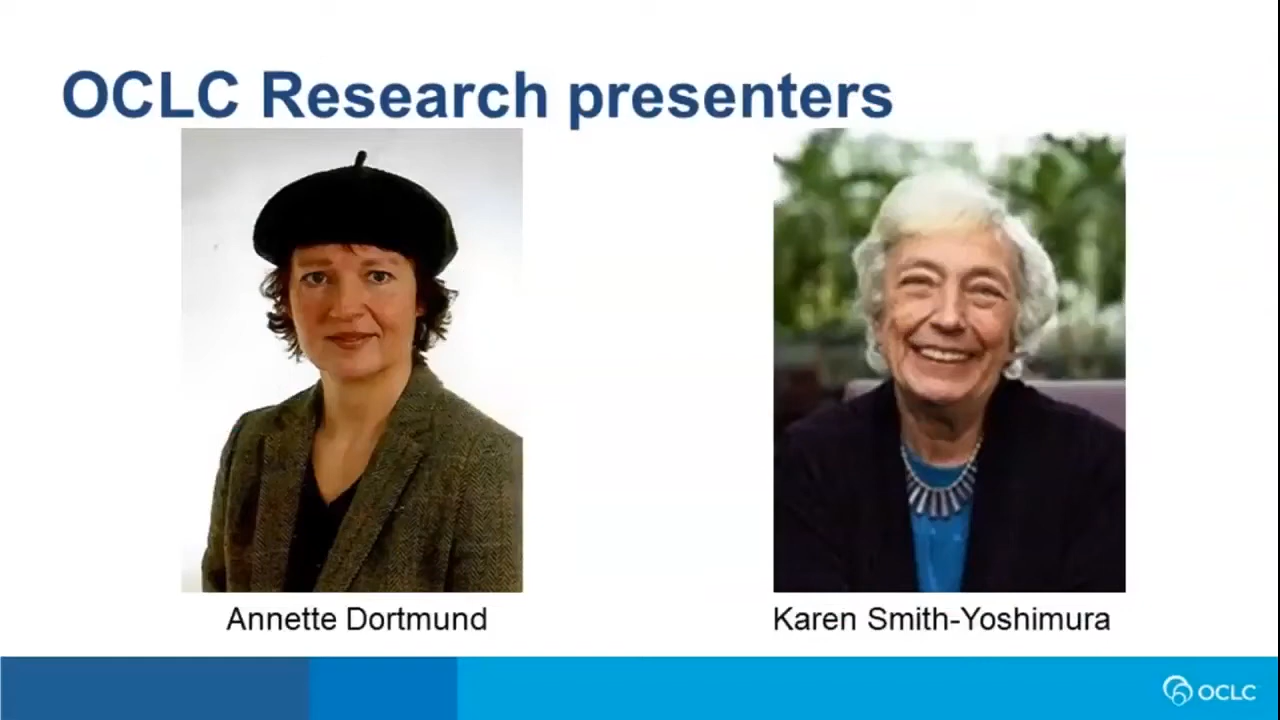 OCLC Research presenters
Annette Dortmund
Karen Smith-Yoshimura
OCLC